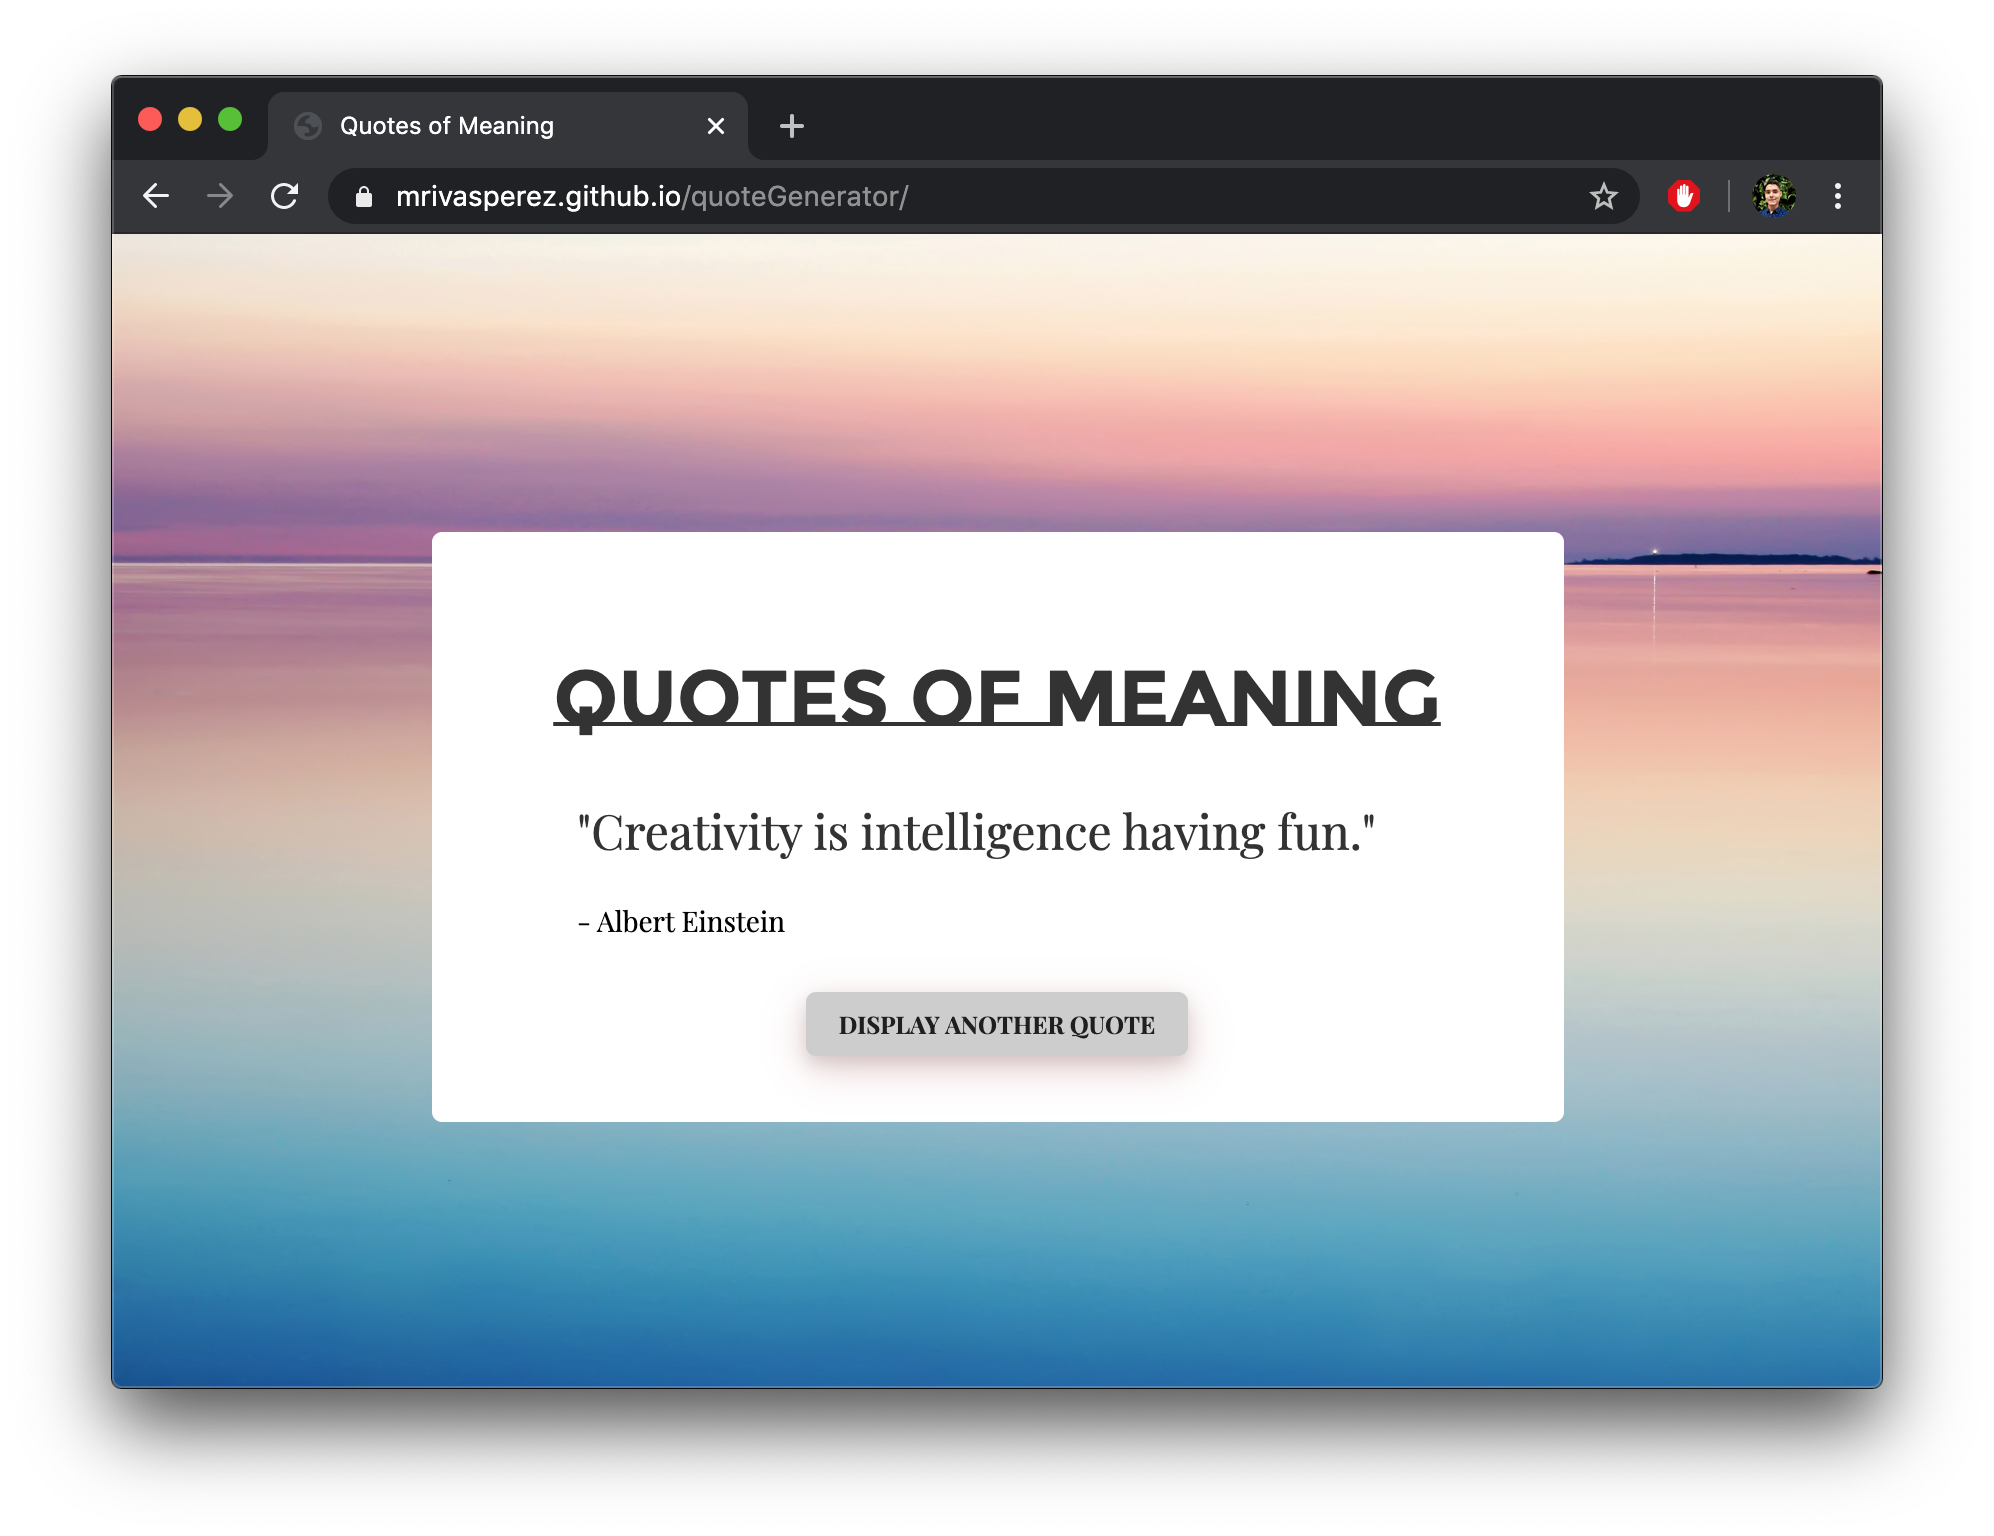 Quotes of Meaning
mrivasperez.github.io/quoteGenerator/
QUOTES OF MEANING
"Creativity is intelligence having fun."
- Albert Einstein
DISPLAY ANOTHER QUOTE